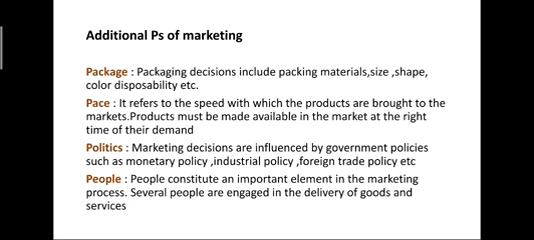 Additional Ps of marketing
Package : Packaging decisions include packing materials,size ,shape,
color disposability etc.
Pace : It refers to the speed with which the products are brought to the
markets.Products must be made available in the market at the right
time of their demand
Politics : Marketing decisions are influenced by government policies
such as monetary policy ,industrial policy ,foreign trade policy etc
People : People constitute an important element in the marketing
process. Several people are engaged in the delivery of goods and
services